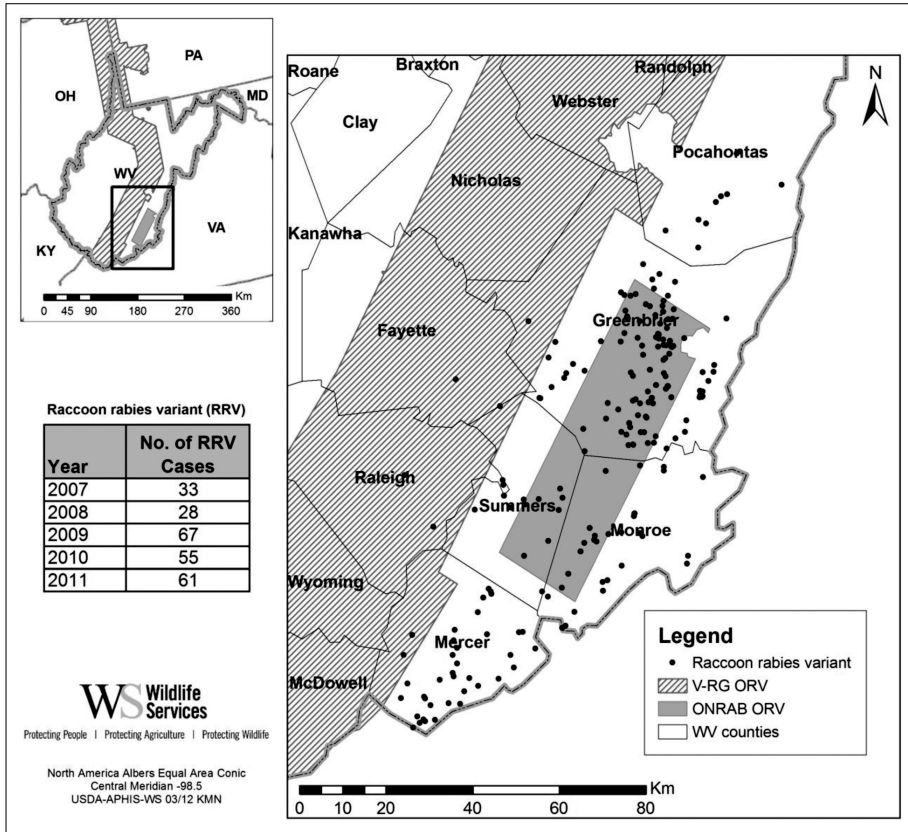 PA
OH
MD
WV
VA
KY
Km
0 45 90 180 270 360
Raccoon rabies variant (RRV)
Year No. of RRV Cases
2007 33
2008 28
2009 67
2010 55
2011 61
WS Wildlife Services
Protecting People | Protecting Agriculture | Protecting Wildlife
North America Albers Equal Area Conic
Central Meridian -98.5
USDA-APHIS-WS 03/12 KMN
N
Roane
Braxton
Randolph
Webster
Clay
Pocahontas
Nicholas
Kanawha
Greenbrier
Fayette
Raleigh
Summers
Monroe
Wyoming
Mercer
McDowell
Legend
Raccoon rabies variant
V-RG ORV
ONRAB ORV
WV counties
Km
0 10 20 40 60 80